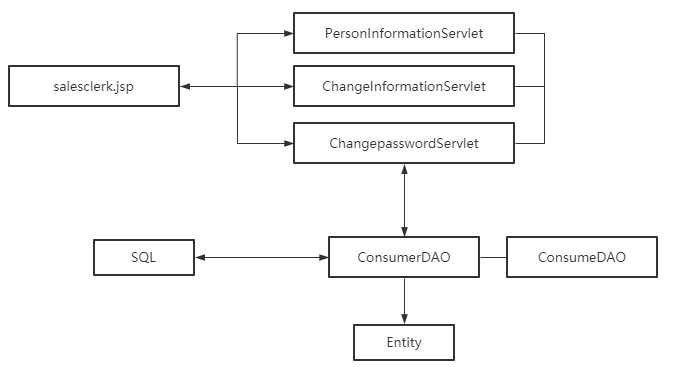 PersonInformationServlet
salesclerk.jsp
ChangeInformationServlet
ChangepasswordServlet
SQL
ConsumerDAO
ConsumeDAO
Entity